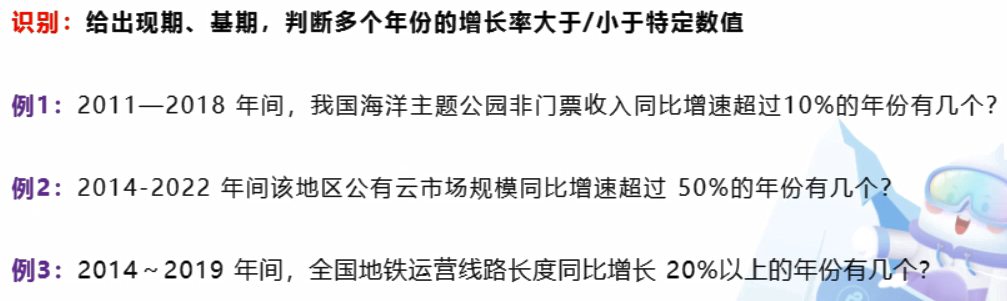 识别：给出现期、基期，判断多个年份的增长率大于/小于特定数值
例1：2011—2018 年间，我国海洋主题公园非门票收入同比增速超过10%的年份有几个？
例2：2014-2022 年间该地区公有云市场规模同比增速超过 50%的年份有几个？
例3：2014～2019 年间，全国地铁运营线路长度同比增长 20%以上的年份有几个？